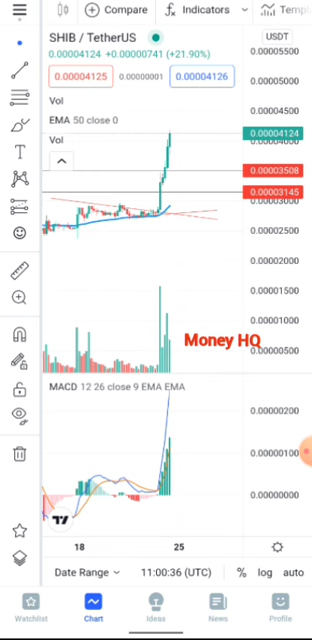 Compare
Indicators
Templ
SHIB / TetherUS
USDT
0.00004124 +0.00000741 (+21.90%)
0.00004125
0.00000001
0.00004126
Vol
EMA 50 close 0
Vol
0.00005500
0.00005000
0.00004500
0.00004124
0.00003508
0.00003145
0.00002500
0.00002000
0.00001500
0.00001000
0.00000500
Money HQ
MACD 12 26 close 9 EMA EMA
0.00000200
0.00000100
0.00000000
18
25
Date Range
11:00:36 (UTC)
%
log
auto
Watchlist
Chart
Ideas
News
Profile